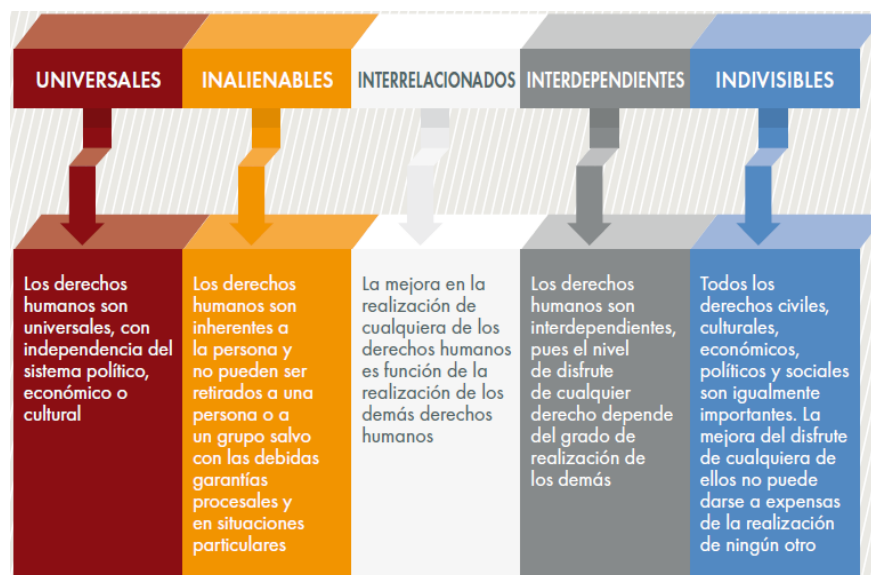 UNIVERSALES
INALIENABLES
INTERRELACIONADOS
INTERDEPENDIENTES
INDIVISIBLES
Los derechos
humanos son
universales, con
independencia del
sistema político,
económico o
cultural
Los derechos
humanos son
inherentes a
la persona y
no pueden ser
retirados a una
persona o a
un grupo salvo
con las debidas
garantías
procesales y
en situaciones
particulares
La mejora en la
realización de
cualquiera de los
derechos humanos
es función de la
realización de los
demás derechos
humanos
Los derechos
humanos son
interdependientes,
pues el nivel
de disfrute
de cualquier
derecho depende
del grado de
realización de
los demás
Todos los
derechos civiles,
culturales,
económicos,
políticos y sociales
son igualmente
importantes. La
mejora del disfrute
de cualquiera de
ellos no puede
darse a expensas
de la realización
de ningún otro